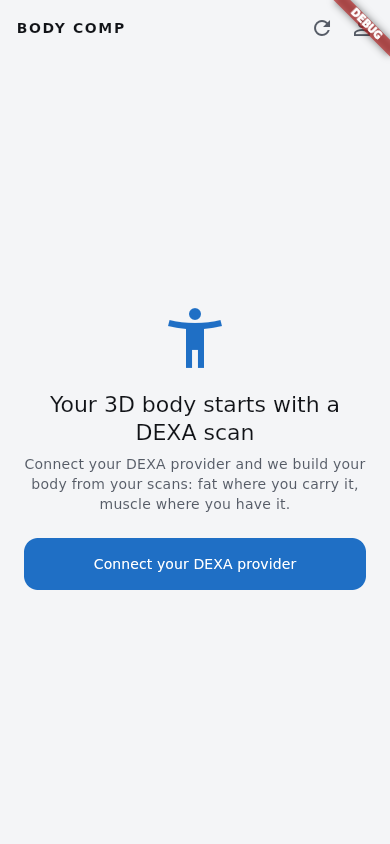 BODY COMP
DEBUG
Your 3D body starts with a
DEXA scan
Connect your DEXA provider and we build your
body from your scans: fat where you carry it,
muscle where you have it.
Connect your DEXA provider